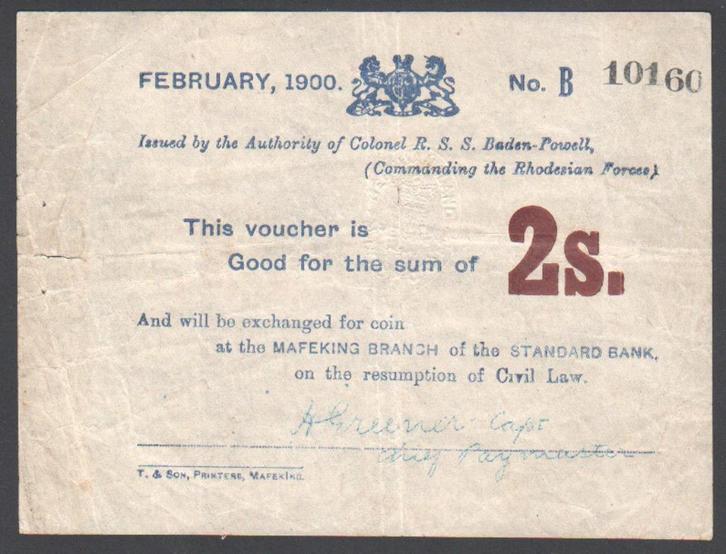 FEBRUARY, 1900. No. B 10160
Issued by the Authority of Colonel R. S. S. Baden-Powell,
(Commanding the Rhodesian Forces)
This voucher is
Good for the sum of 2s.
And will be exchanged for coin
at the MAFEKING BRANCH of the STANDARD BANK,
on the resumption of Civil Law.
H Greener Capt
Chief Paymaster
T. & SON, PRINTERS, MAFEKING.